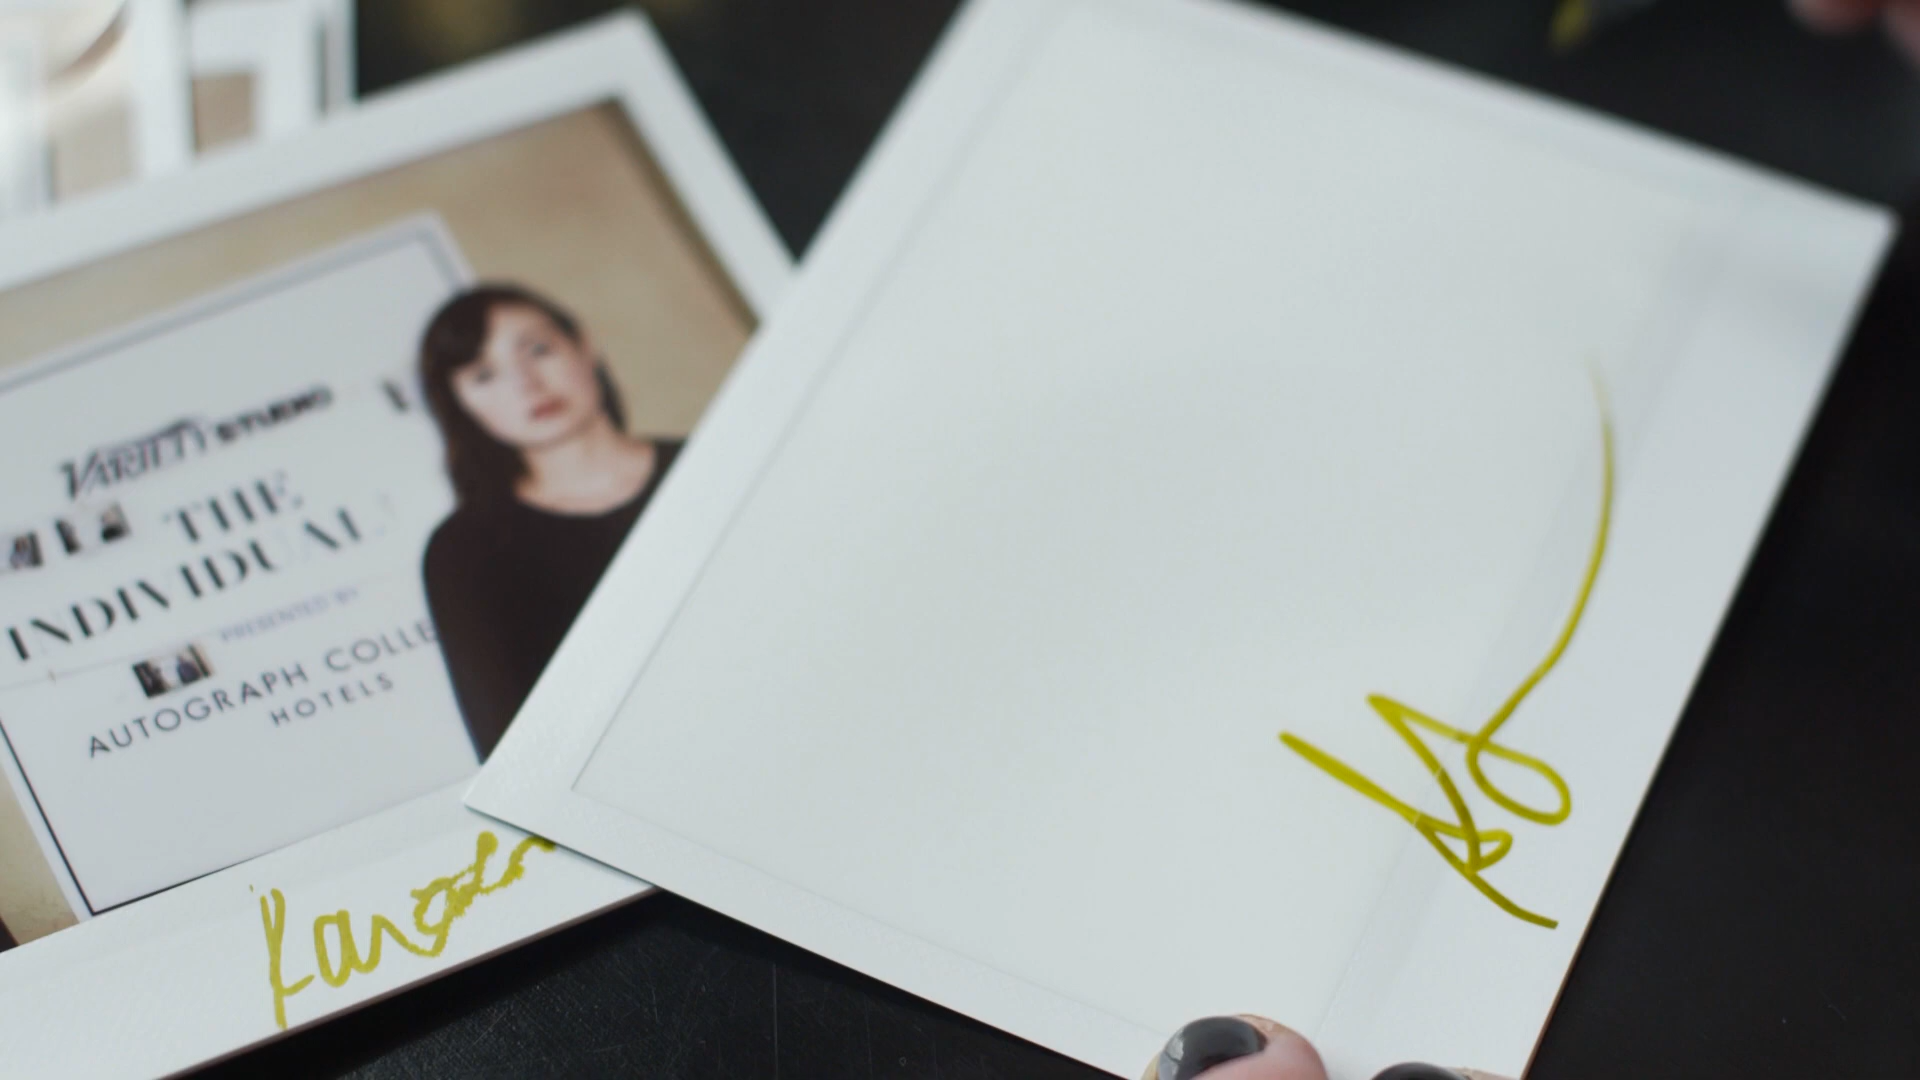 VARIETY STUDIO
THE
INDIVIDUAL
PRESENTED BY
AUTOGRAPH COLLE
HOTELS